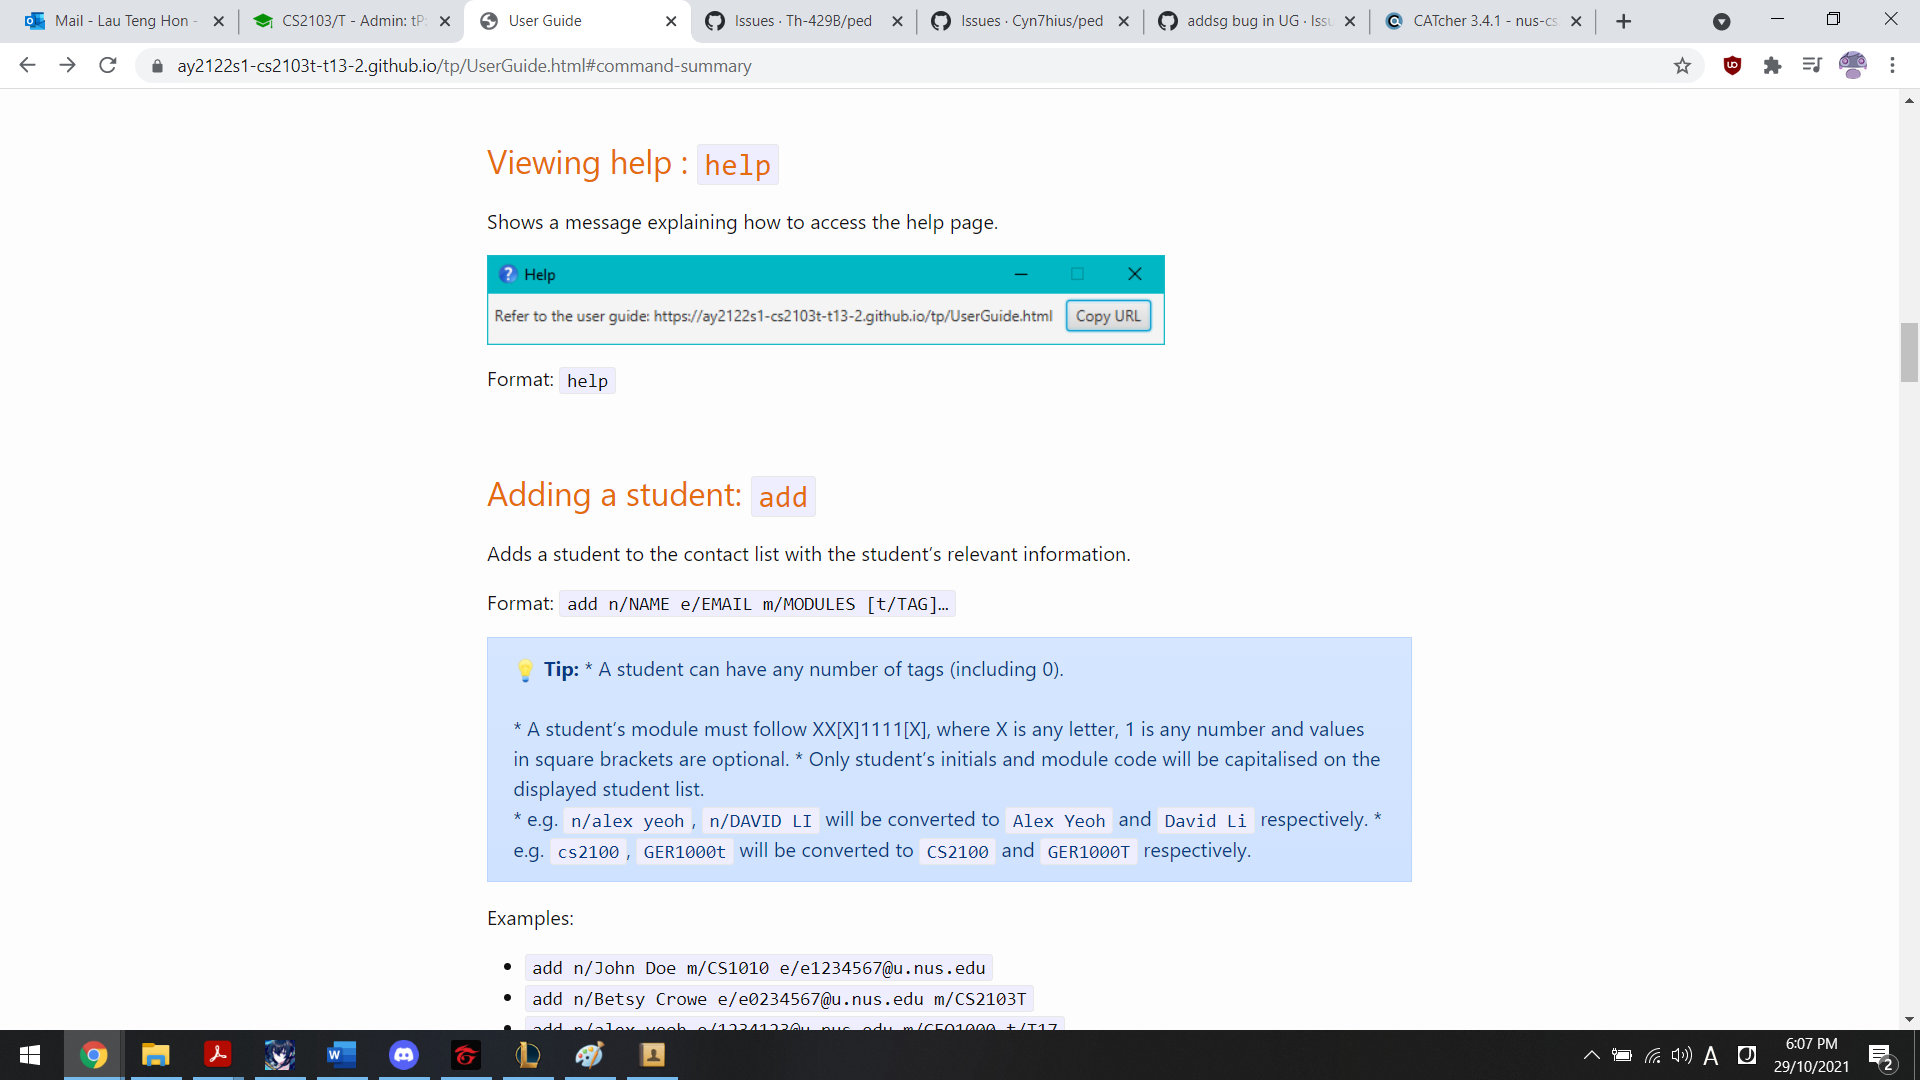 Mail - Lau Teng Hon -
CS2103/T - Admin: tP:
User Guide
Issues · Th-429B/ped
Issues · Cyn7hius/ped
addsg bug in UG · Issu
CATcher 3.4.1 - nus-cs
ay2122s1-cs2103t-t13-2.github.io/tp/UserGuide.html#command-summary
Viewing help : help
Shows a message explaining how to access the help page.
Help
Refer to the user guide: https://ay2122s1-cs2103t-t13-2.github.io/tp/UserGuide.html Copy URL
Format: help
Adding a student: add
Adds a student to the contact list with the student’s relevant information.
Format: add n/NAME e/EMAIL m/MODULES [t/TAG]…
Tip: * A student can have any number of tags (including 0).
* A student’s module must follow XX[X]1111[X], where X is any letter, 1 is any number and values
in square brackets are optional. * Only student’s initials and module code will be capitalised on the
displayed student list.
* e.g. n/alex yeoh, n/DAVID LI will be converted to Alex Yeoh and David Li respectively. *
e.g. cs2100, GER1000t will be converted to CS2100 and GER1000T respectively.
Examples:
• add n/John Doe m/CS1010 e/e1234567@u.nus.edu
• add n/Betsy Crowe e/e0234567@u.nus.edu m/CS2103T
• add n/alex yeoh e/1234123@u.nus.edu m/GEQ1000 t/T17
6:07 PM
29/10/2021
2